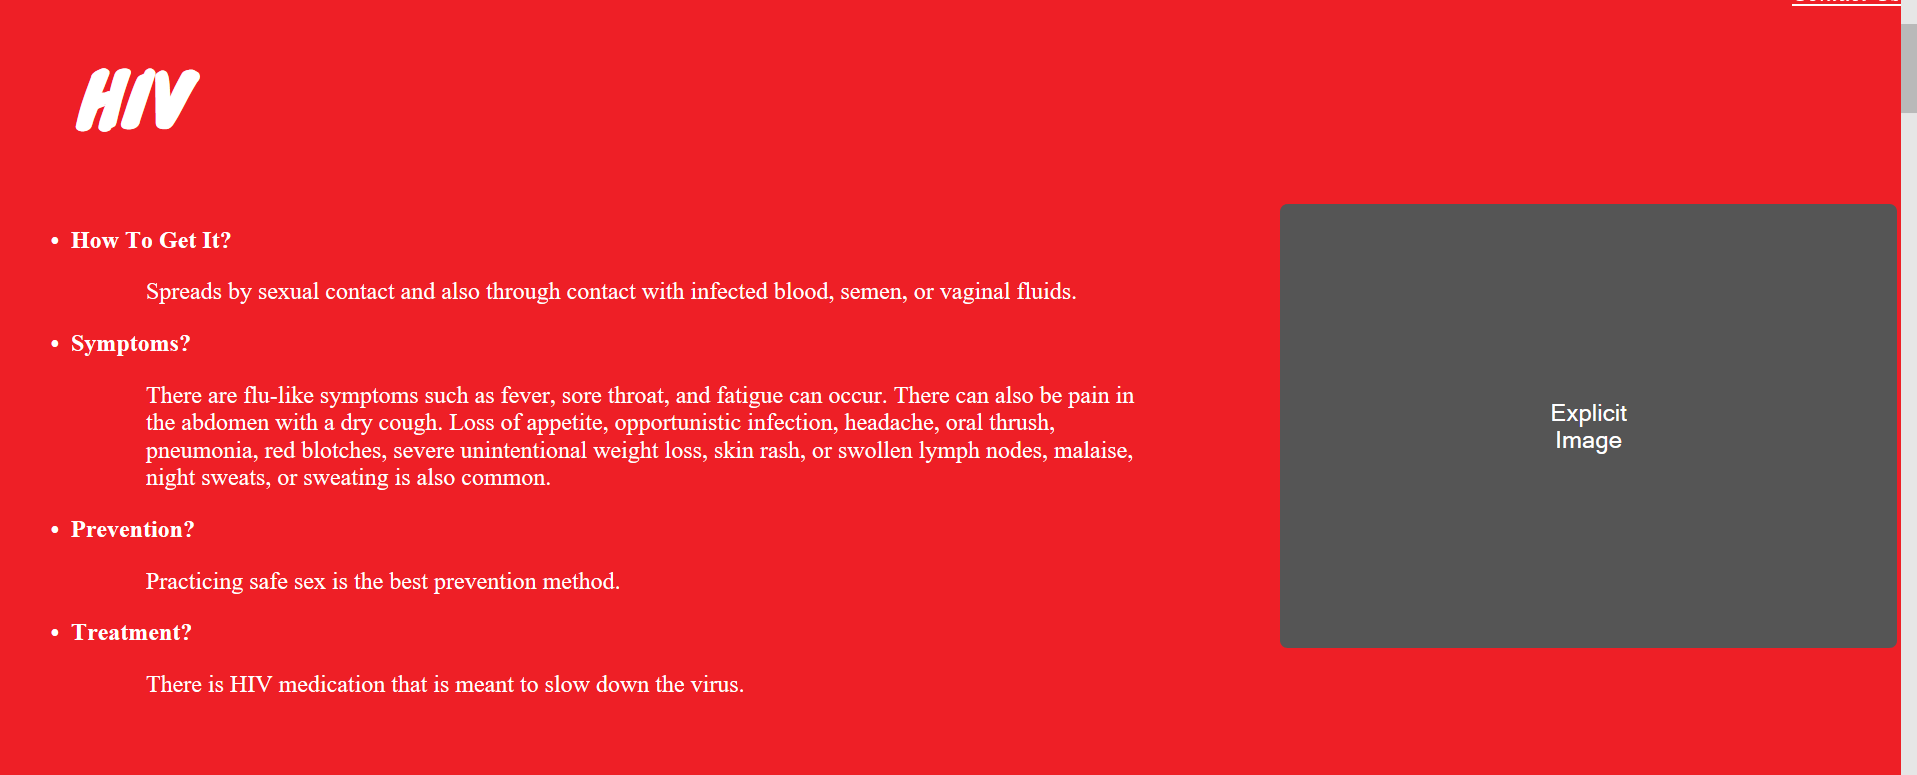 HIV
• How To Get It?
Spreads by sexual contact and also through contact with infected blood, semen, or vaginal fluids.
• Symptoms?
There are flu-like symptoms such as fever, sore throat, and fatigue can occur. There can also be pain in
the abdomen with a dry cough. Loss of appetite, opportunistic infection, headache, oral thrush,
pneumonia, red blotches, severe unintentional weight loss, skin rash, or swollen lymph nodes, malaise,
night sweats, or sweating is also common.
Explicit
Image
• Prevention?
Practicing safe sex is the best prevention method.
• Treatment?
There is HIV medication that is meant to slow down the virus.